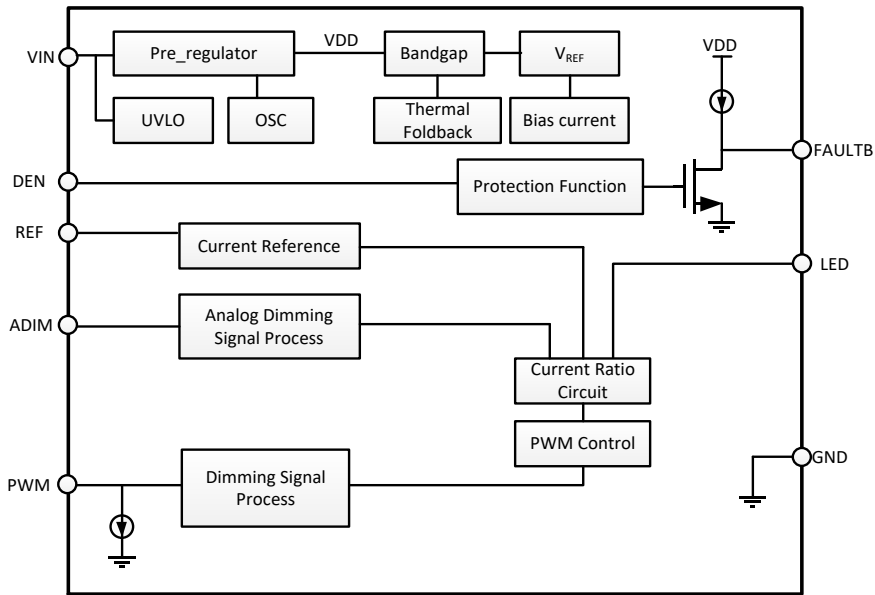 VDD
VDD
VIN
Pre_regulator
Bandgap
VREF
UVLO
OSC
Thermal
Foldback
Bias current
FAULTB
DEN
Protection Function
REF
Current Reference
LED
ADIM
Analog Dimming
Signal Process
Current Ratio
Circuit
PWM Control
GND
PWM
Dimming Signal
Process